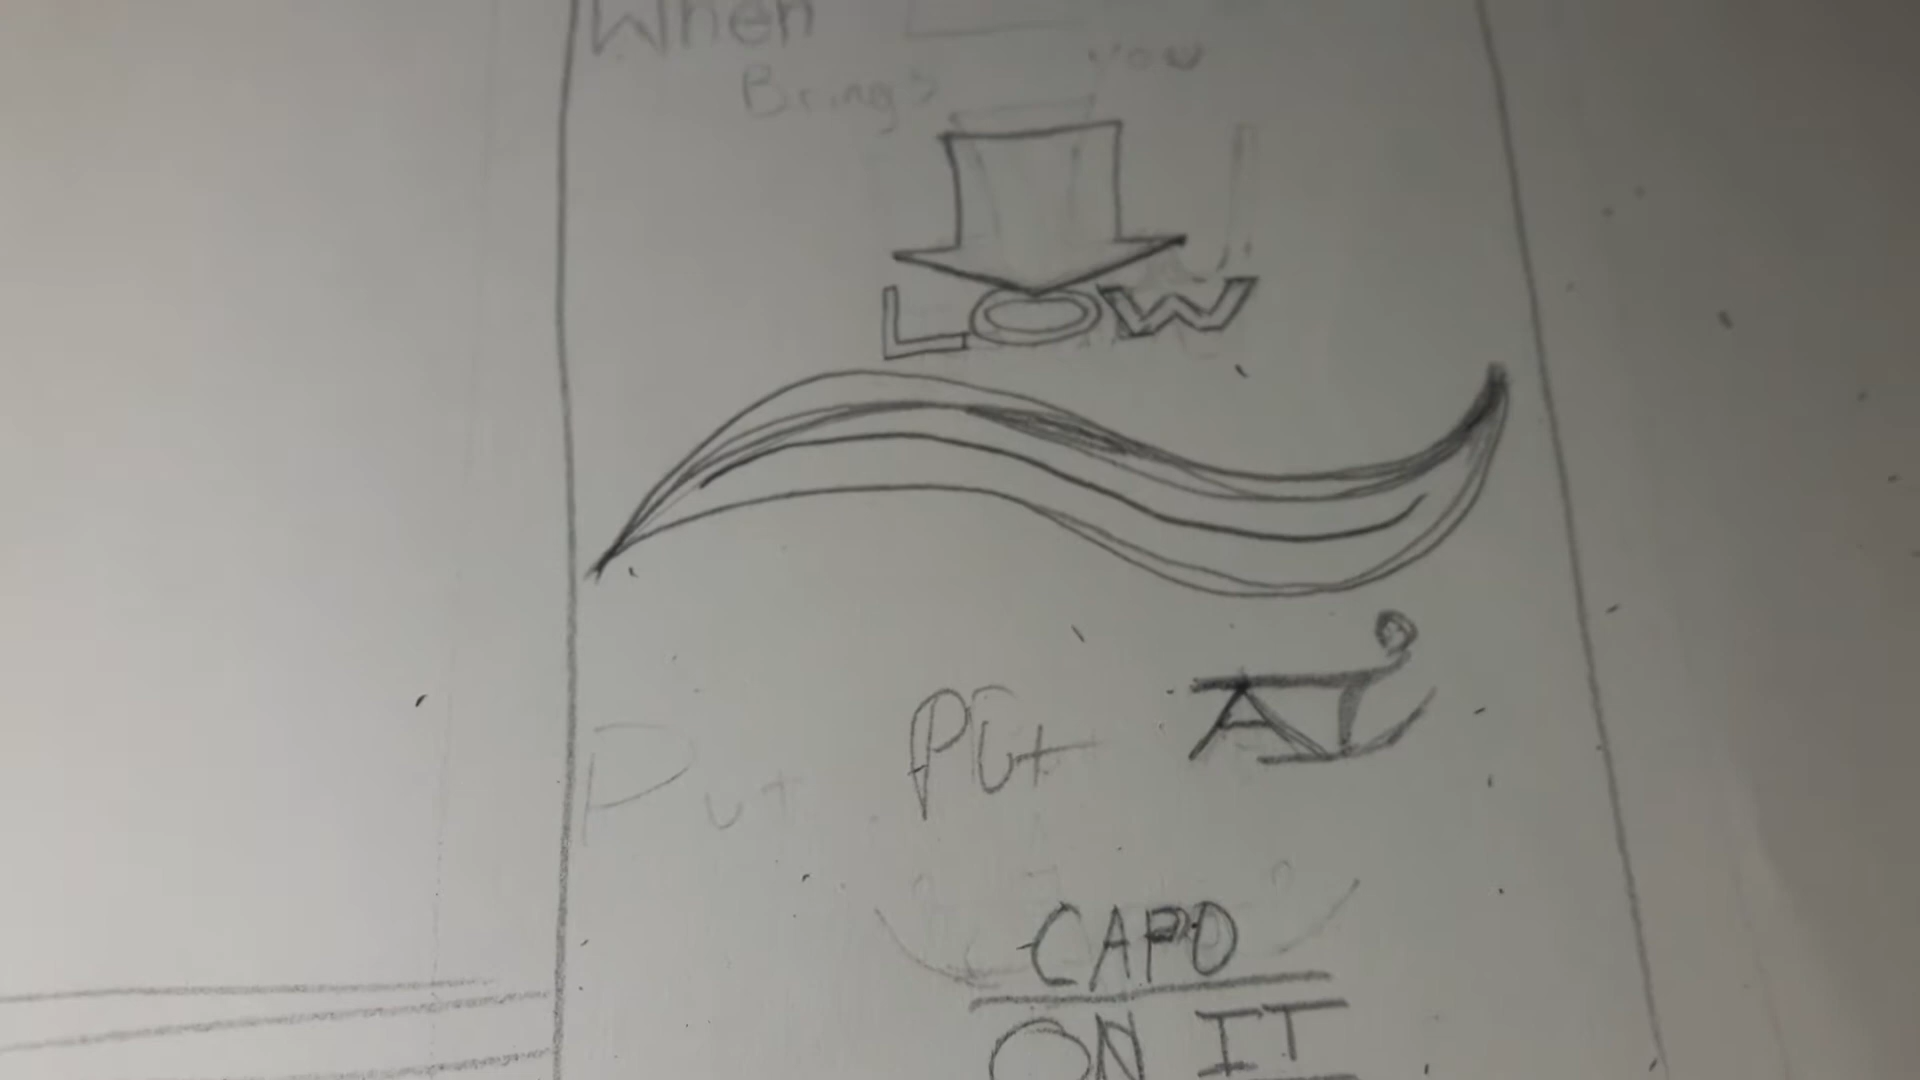 When
Brings you
LOW
Put
Put A
CAPO
ON IT